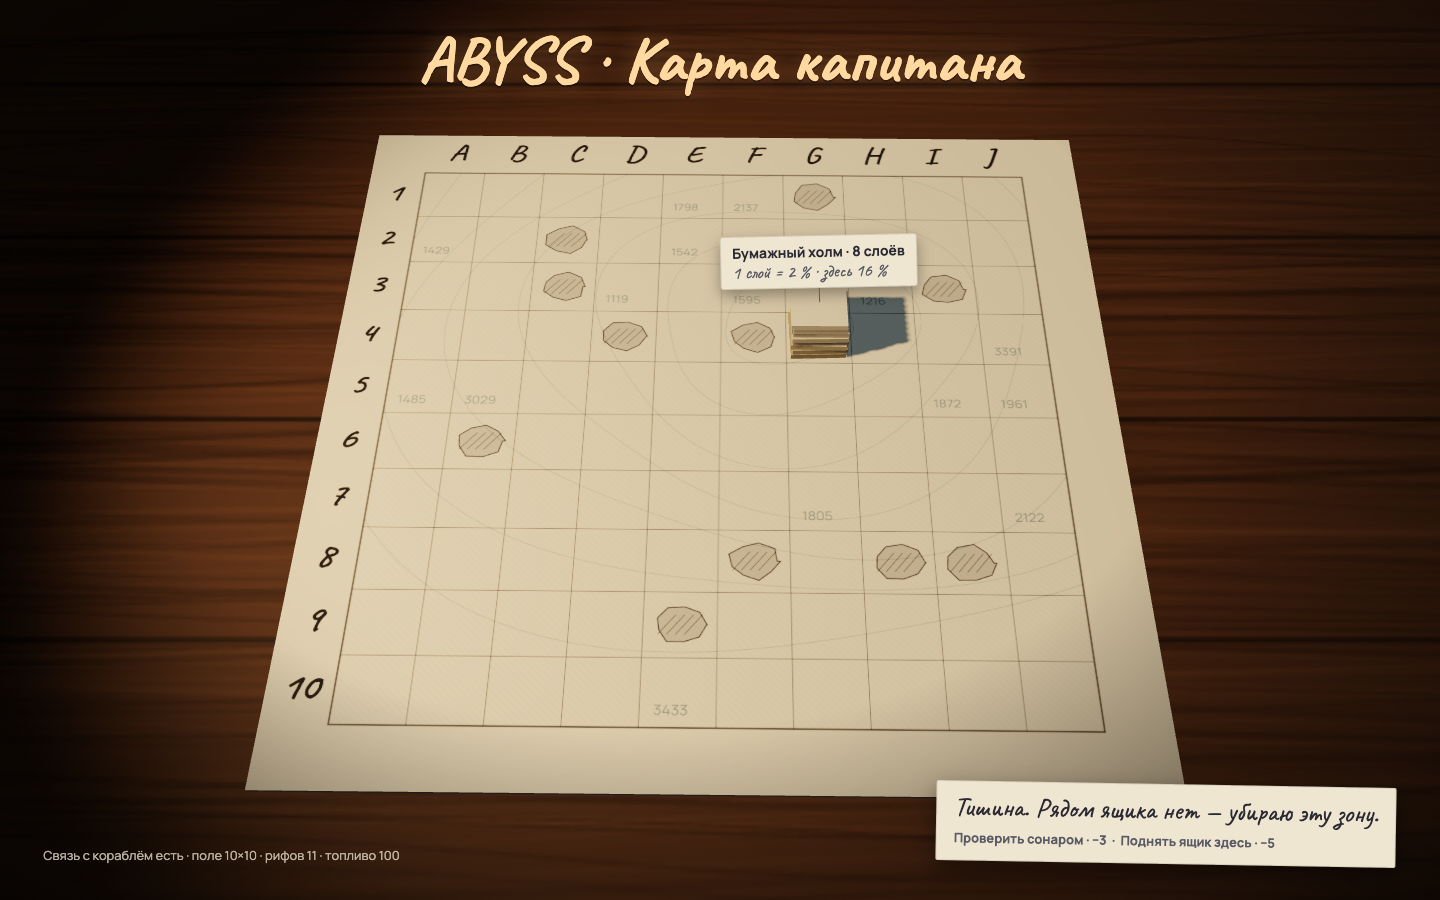 ABYSS · Карта капитана
A B C D E F G H I J
1
1798 2137
2
1429 1542
Бумажный холм · 8 слоёв
1 слой = 2 % · здесь 16 %
3
1119 1595 1216
4
3391
5
1485 3029 1872 1961
6
7
1805 2122
8
9
10
3433
Тишина. Рядом ящика нет — убираю эту зону.
Проверить сонаром · −3 · Поднять ящик здесь · −5
Связь с кораблём есть · поле 10×10 · рифов 11 · топливо 100